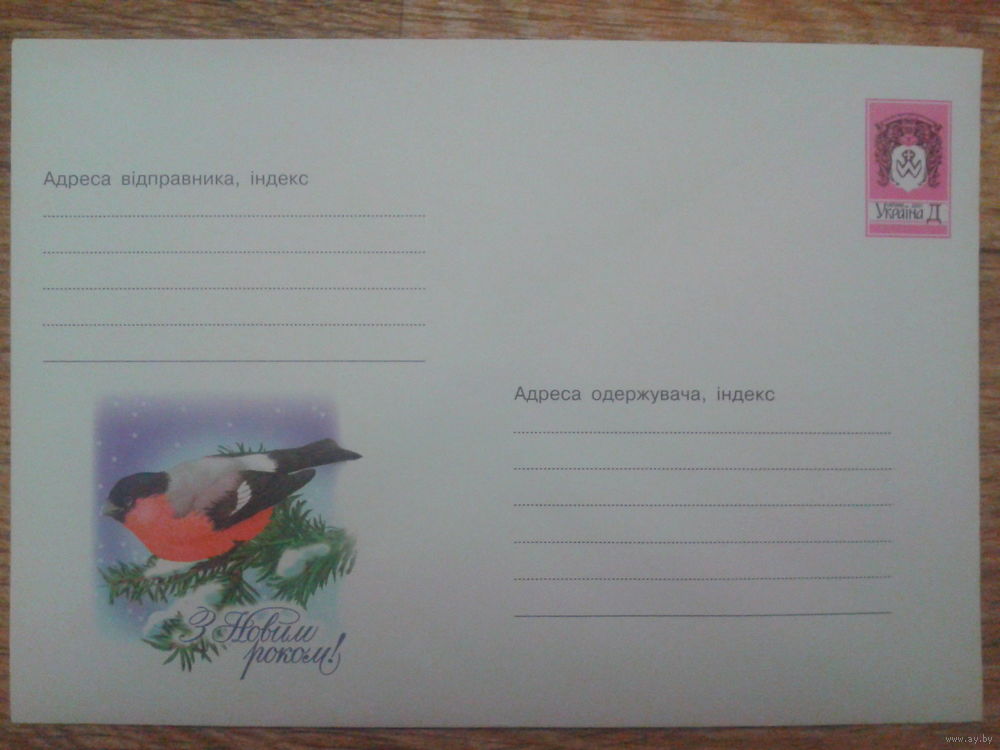 Адреса відправника, індекс
Україна Д
Адреса одержувача, індекс
З Новим
роком!
www.ay.by